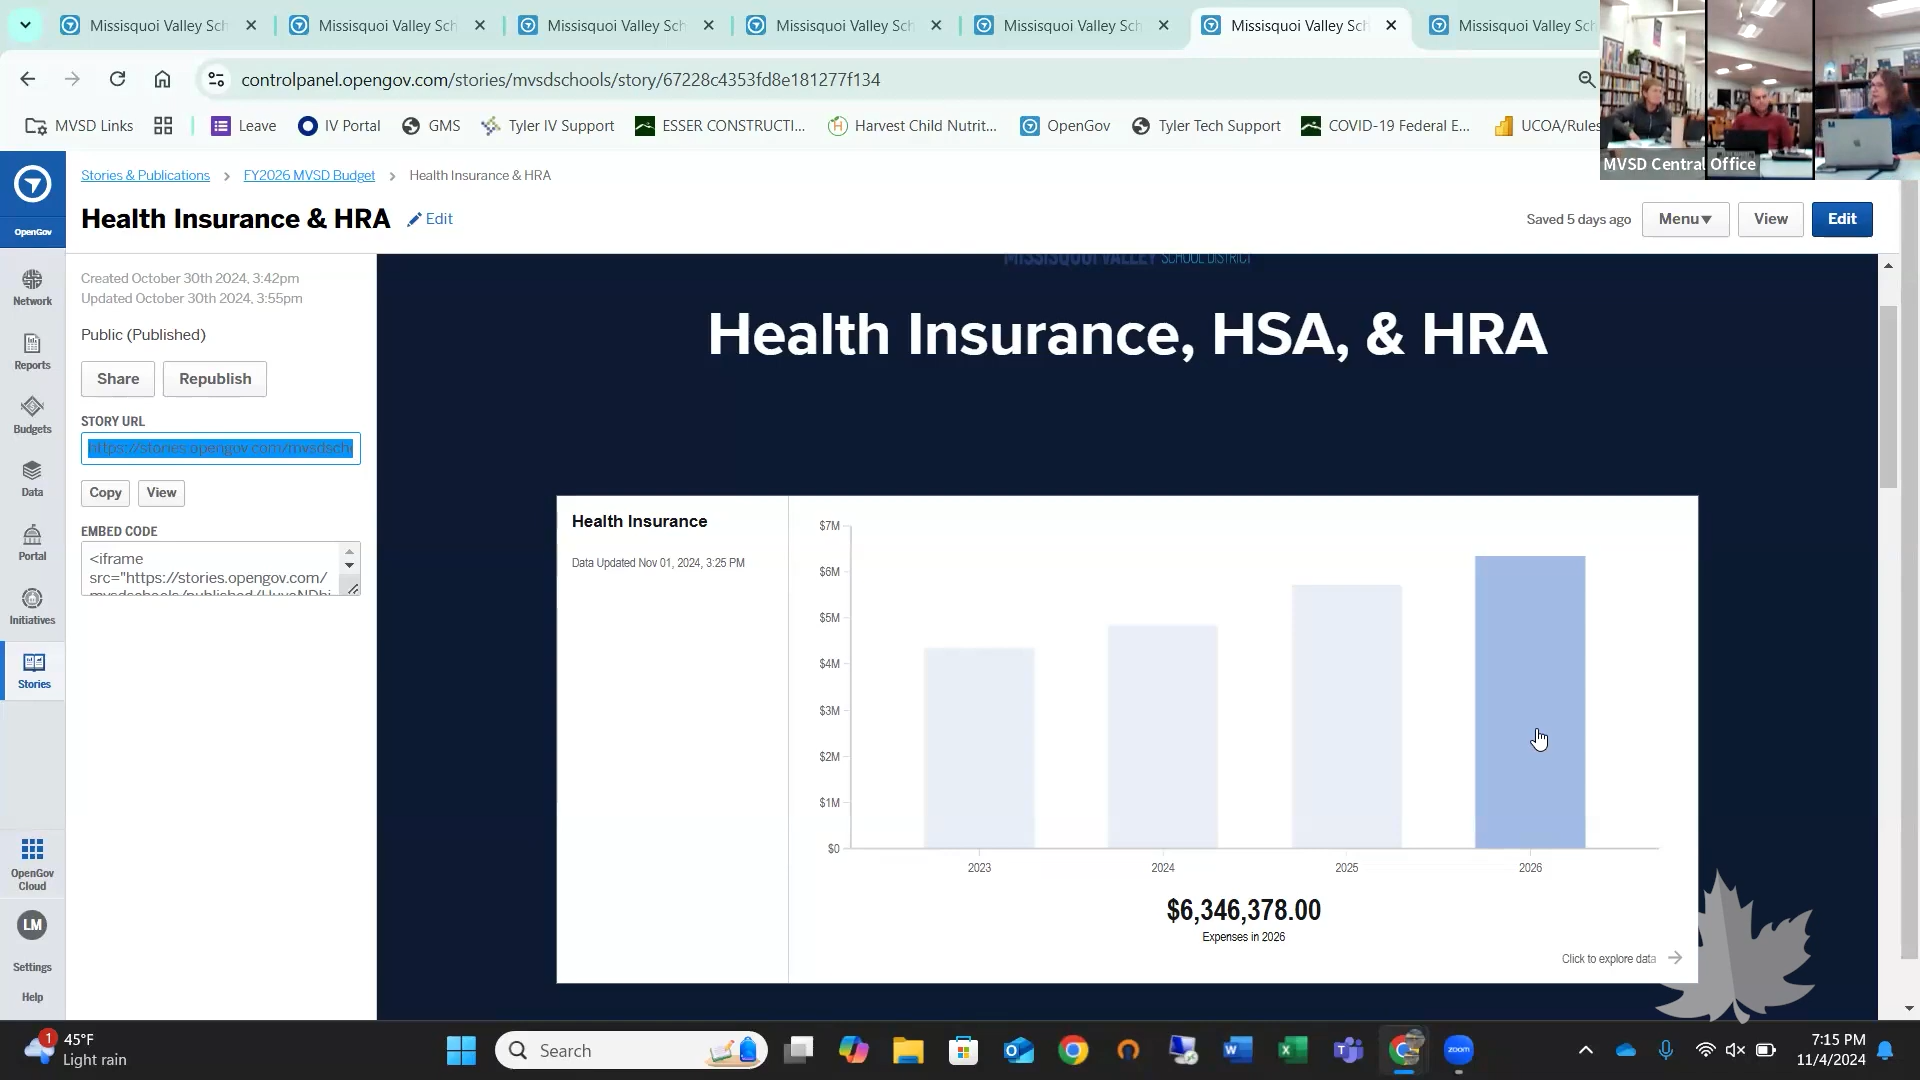 Missisquoi Valley Sch
Missisquoi Valley Sch
Missisquoi Valley Sch
Missisquoi Valley Sch
Missisquoi Valley Sch
Missisquoi Valley Sch
Missisquoi Valley Sch
controlpanel.opengov.com/stories/mvsdschools/story/67228c4353fd8e181277f134
MVSD Links
Leave
IV Portal
GMS
Tyler IV Support
ESSER CONSTRUCTI...
Harvest Child Nutrit...
OpenGov
Tyler Tech Support
COVID-19 Federal E...
UCOA/Rules
MVSD Central Office
Stories & Publications > FY2026 MVSD Budget > Health Insurance & HRA
Health Insurance & HRA
Edit
Saved 5 days ago
Menu▾
View
Edit
OpenGov
Network
Reports
Budgets
Data
Portal
Initiatives
Stories
OpenGov
Cloud
LM
Settings
Help
Created October 30th 2024, 3:42pm
Updated October 30th 2024, 3:55pm
Public (Published)
Share
Republish
STORY URL
https://stories.opengov.com/mvsdsch
Copy
View
EMBED CODE
<iframe
src="https://stories.opengov.com/
MISSISQUOI VALLEY SCHOOL DISTRICT
Health Insurance, HSA, & HRA
Health Insurance
Data Updated Nov 01, 2024, 3:25 PM
$7M
$6M
$5M
$4M
$3M
$2M
$1M
$0
2023
2024
2025
2026
$6,346,378.00
Expenses in 2026
Click to explore data
1
45°F
Light rain
Search
zoom
7:15 PM
11/4/2024